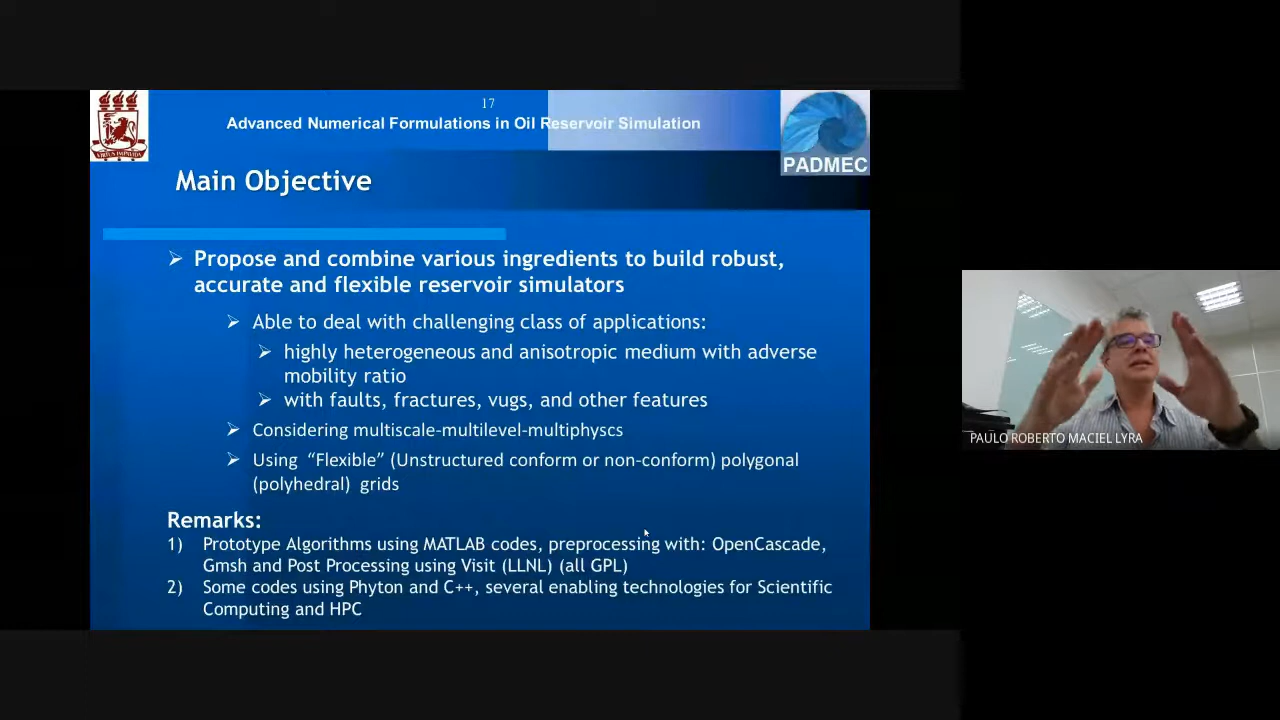 17
Advanced Numerical Formulations in Oil Reservoir Simulation
PADMEC
Main Objective
➢ Propose and combine various ingredients to build robust,
accurate and flexible reservoir simulators
➢ Able to deal with challenging class of applications:
➢ highly heterogeneous and anisotropic medium with adverse
mobility ratio
➢ with faults, fractures, vugs, and other features
➢ Considering multiscale-multilevel-multiphyscs
➢ Using “Flexible” (Unstructured conform or non-conform) polygonal
(polyhedral) grids
Remarks:
1) Prototype Algorithms using MATLAB codes, preprocessing with: OpenCascade,
Gmsh and Post Processing using Visit (LLNL) (all GPL)
2) Some codes using Phyton and C++, several enabling technologies for Scientific
Computing and HPC
PAULO ROBERTO MACIEL LYRA